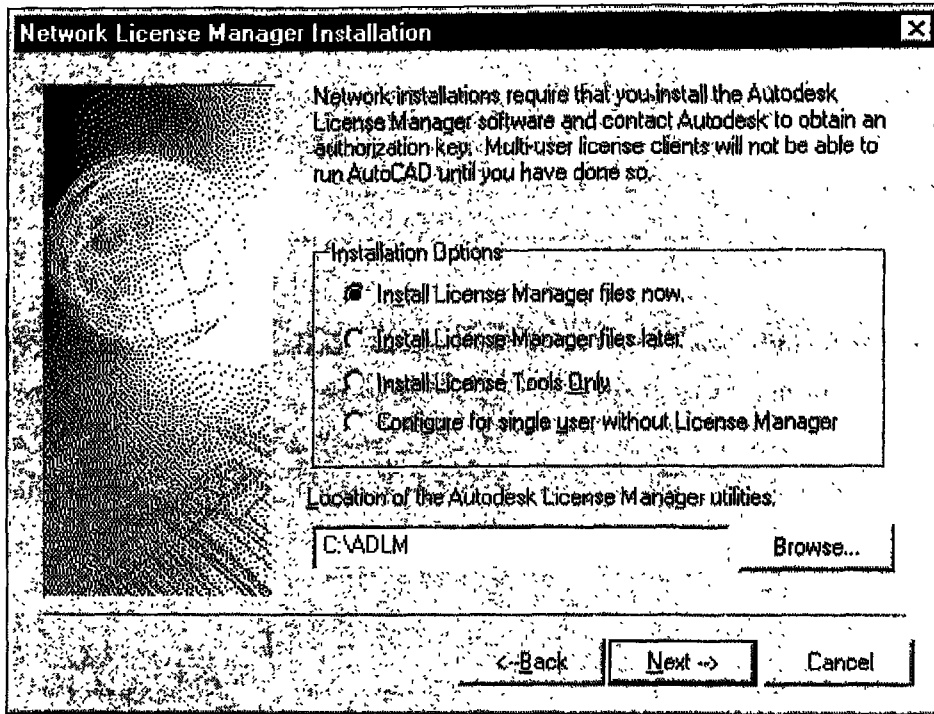 Network License Manager Installation
Network installations require that you install the Autodesk
License Manager software and contact Autodesk to obtain an
authorization key. Multi-user license clients will not be able to
run AutoCAD until you have done so.
Installation Options
Install License Manager files now.
Install License Manager files later.
Install License Tools Only
Configure for single user without License Manager
Location of the Autodesk License Manager utilities:
C:\ADLM
Browse...
<-Back
Next ->
Cancel